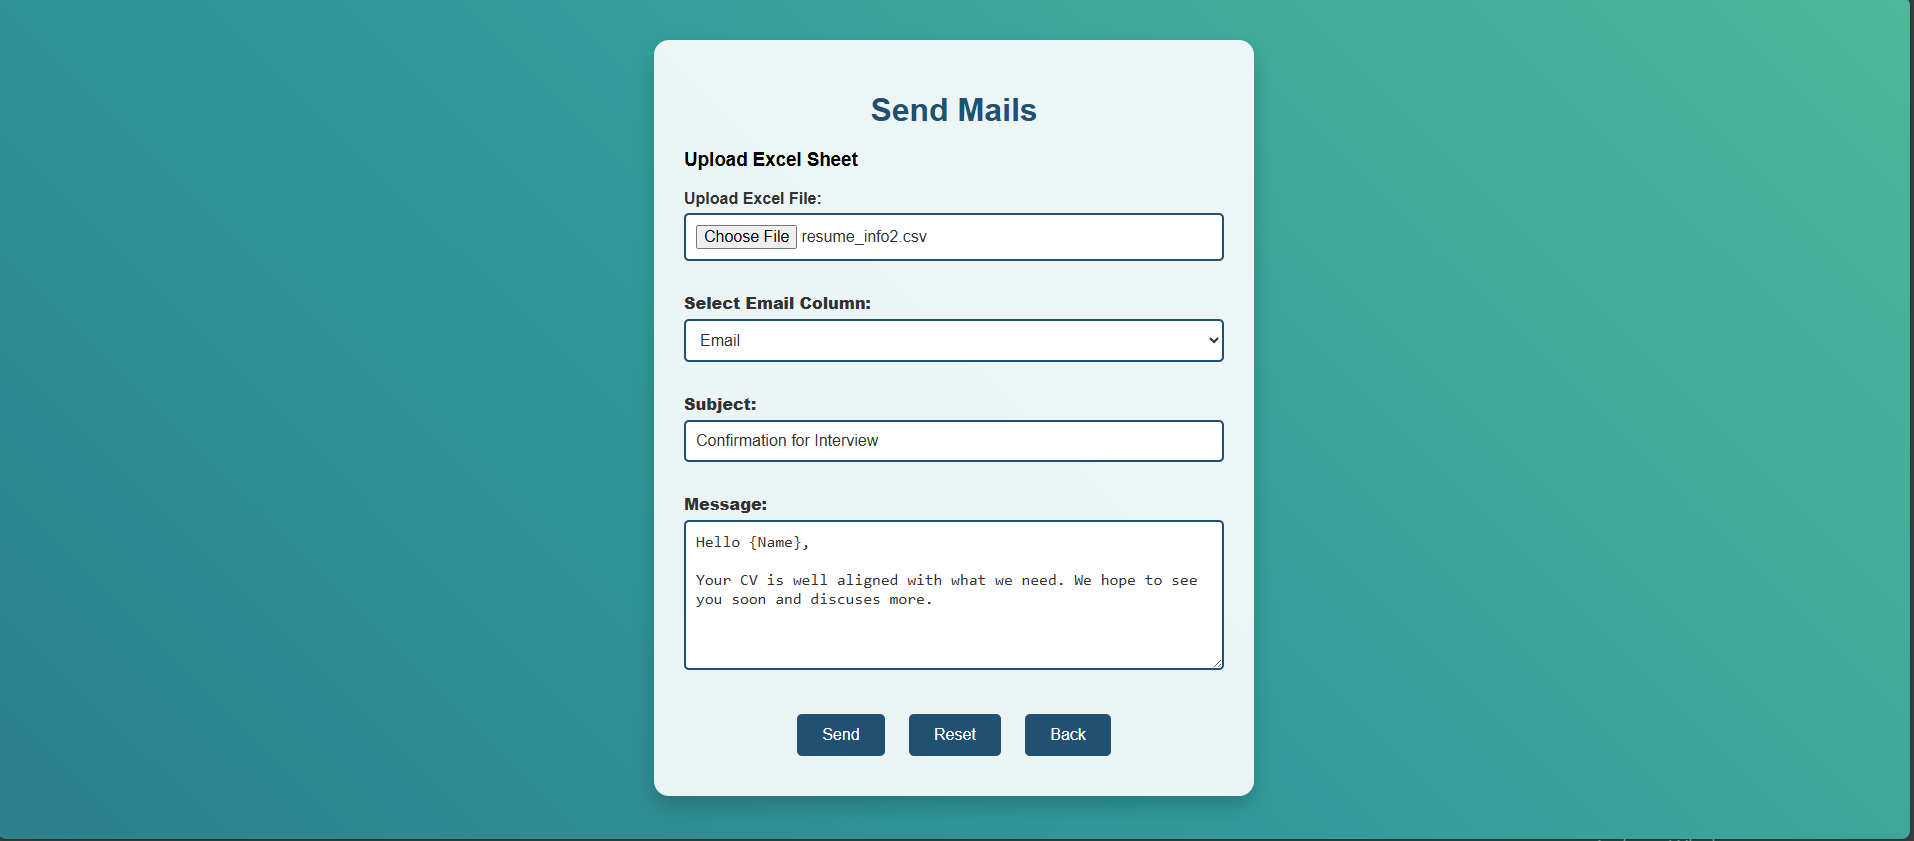 Send Mails
Upload Excel Sheet
Upload Excel File:
Choose File resume_info2.csv
Select Email Column:
Email
Subject:
Confirmation for Interview
Message:
Hello {Name},
Your CV is well aligned with what we need. We hope to see
you soon and discuses more.
Send Reset Back